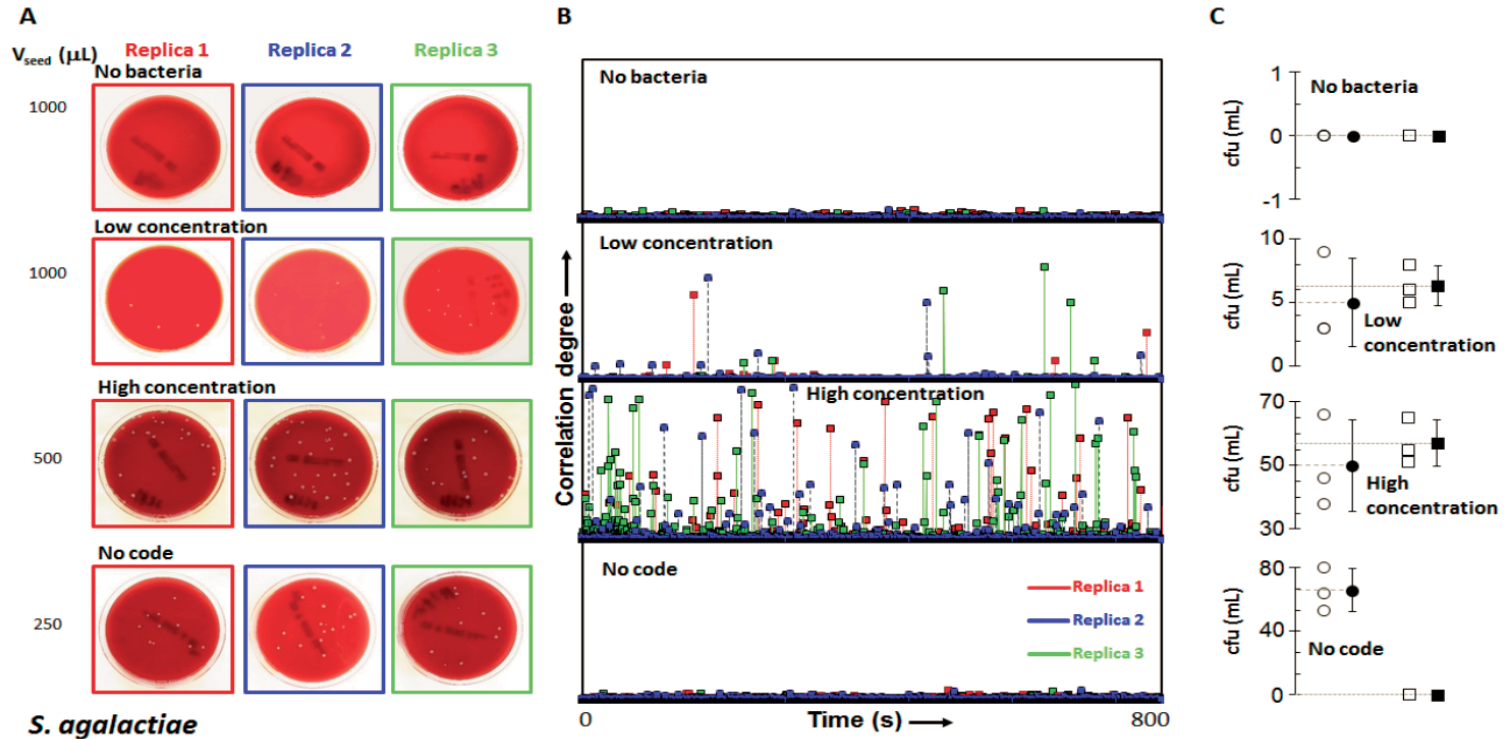 A
V_seed (µL)
Replica 1
Replica 2
Replica 3
No bacteria
1000
Low concentration
1000
High concentration
500
No code
250
S. agalactiae
B
No bacteria
Low concentration
High concentration
No code
Replica 1
Replica 2
Replica 3
Correlation degree
0
Time (s)
800
C
cfu (mL)
1
0
-1
No bacteria
cfu (mL)
10
5
0
Low
concentration
cfu (mL)
70
50
30
High
concentration
cfu (mL)
80
40
0
No code